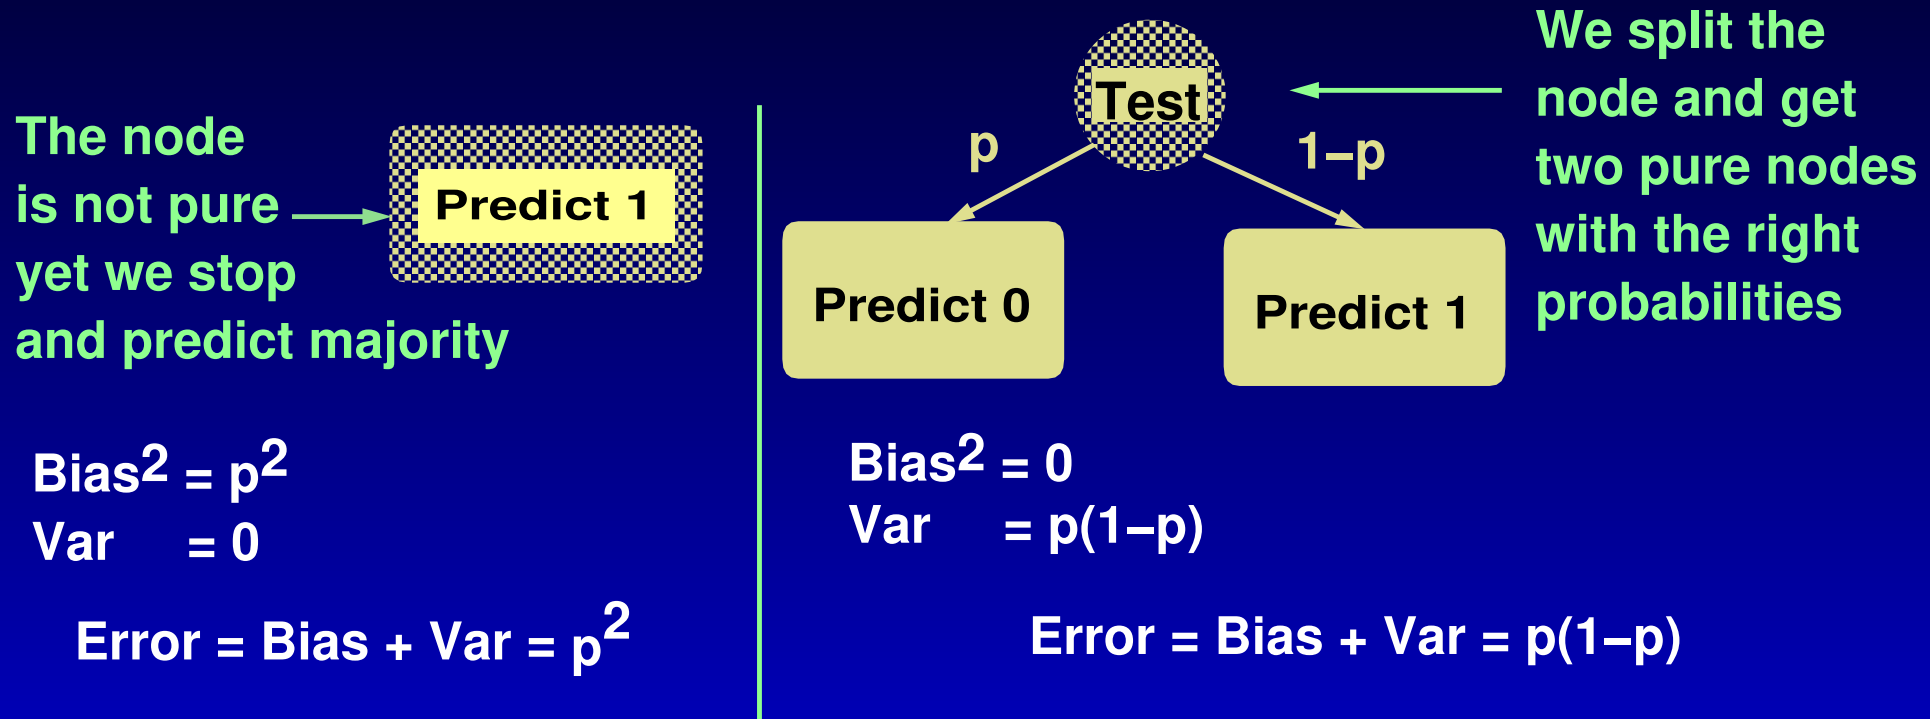 The node
is not pure
yet we stop
and predict majority
Predict 1
Bias² = p²
Var = 0
Error = Bias + Var = p²
Test
p
1−p
Predict 0
Predict 1
We split the
node and get
two pure nodes
with the right
probabilities
Bias² = 0
Var = p(1−p)
Error = Bias + Var = p(1−p)